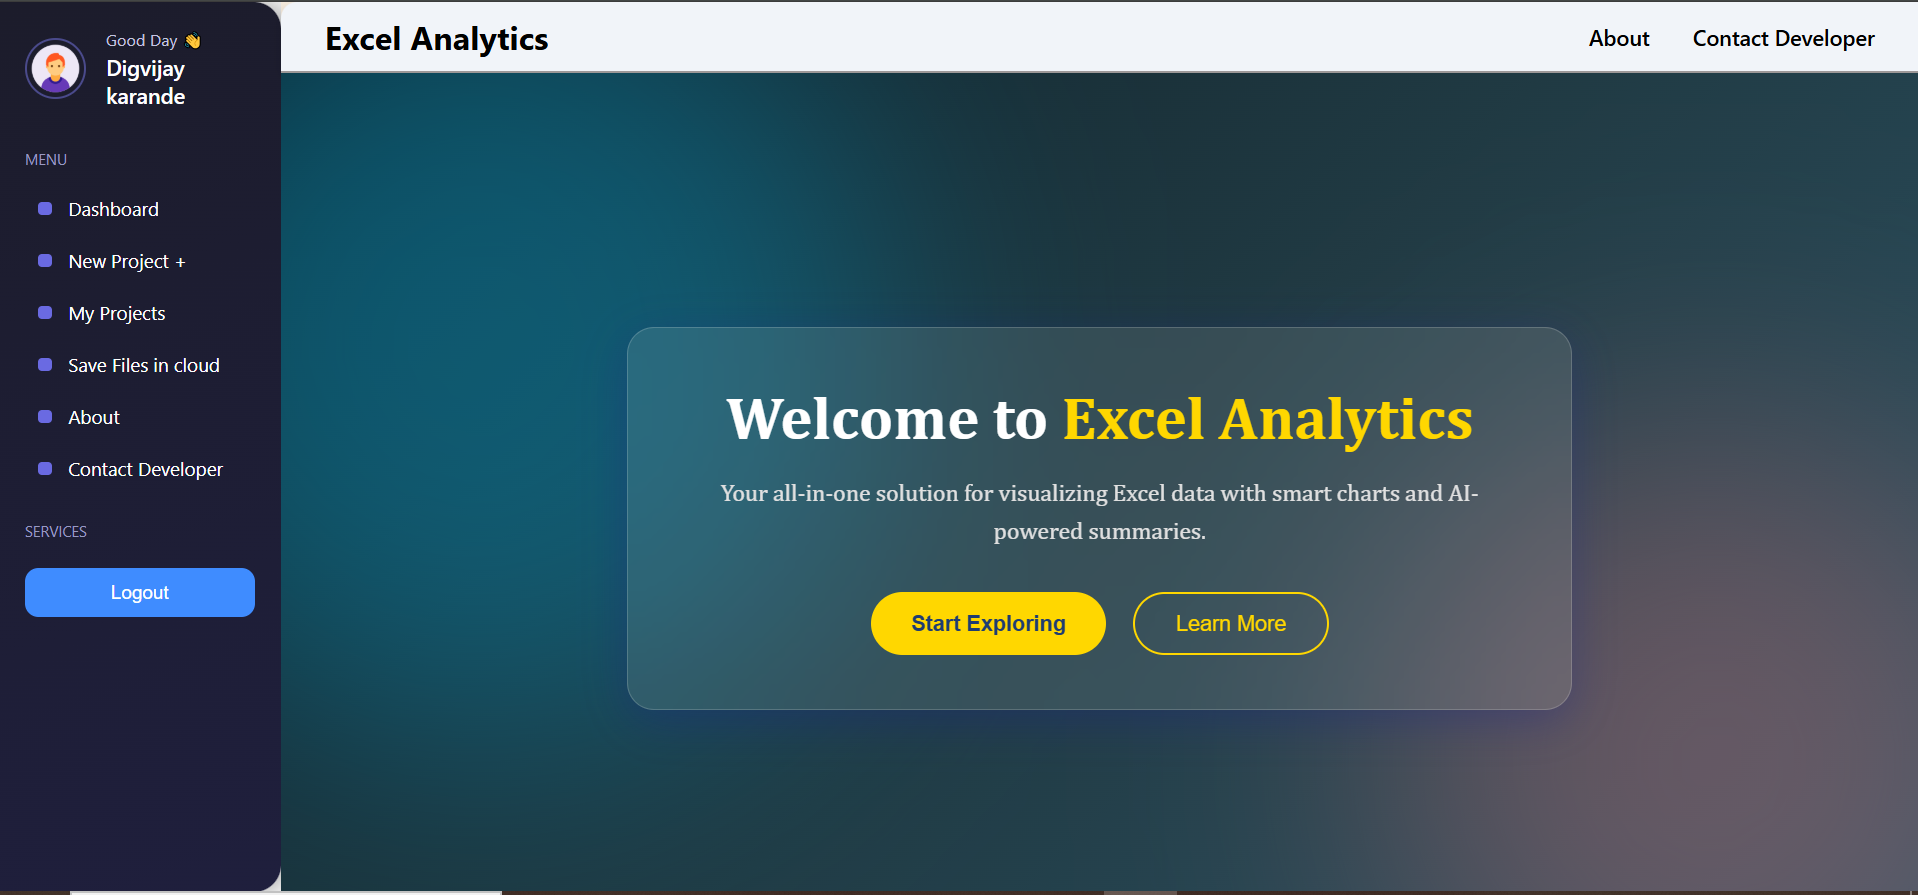 Good Day 👋
Digvijay
karande
MENU
Dashboard
New Project +
My Projects
Save Files in cloud
About
Contact Developer
SERVICES
Logout
Excel Analytics
About
Contact Developer
Welcome to Excel Analytics
Your all-in-one solution for visualizing Excel data with smart charts and AI-
powered summaries.
Start Exploring
Learn More